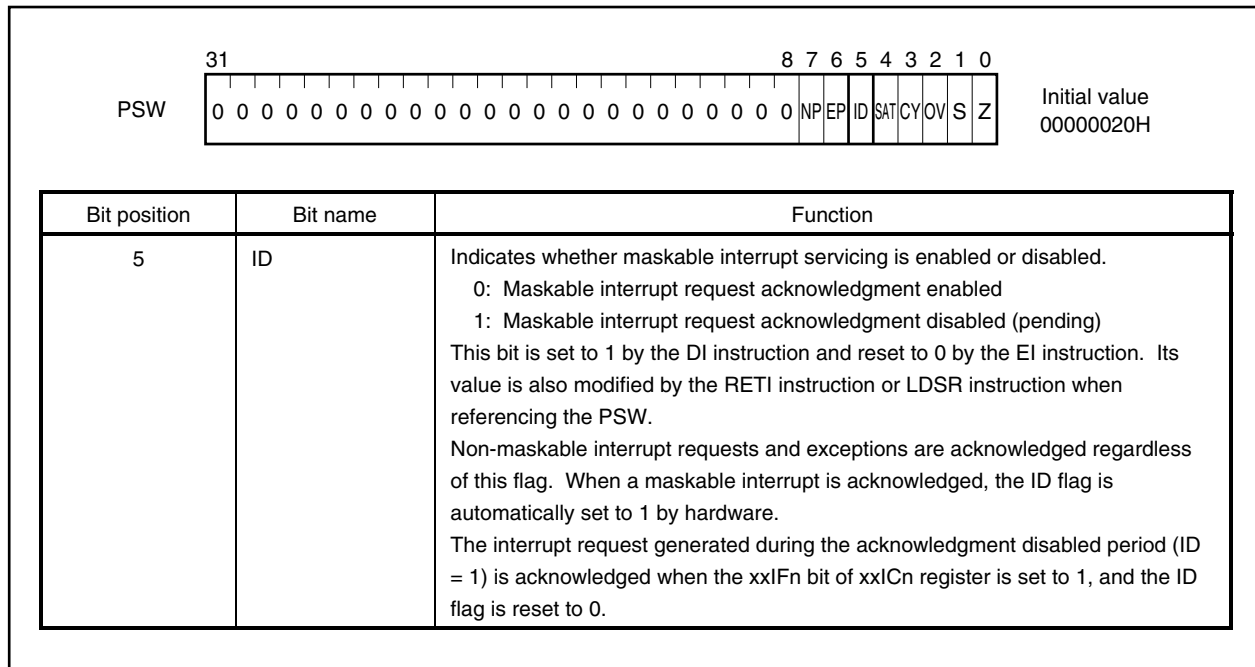 31 8 7 6 5 4 3 2 1 0
PSW 0 0 0 0 0 0 0 0 0 0 0 0 0 0 0 0 0 0 0 0 0 0 0 0 NP EP ID SAT CY OV S Z Initial value
00000020H
Bit position Bit name Function
5 ID Indicates whether maskable interrupt servicing is enabled or disabled.
0: Maskable interrupt request acknowledgment enabled
1: Maskable interrupt request acknowledgment disabled (pending)
This bit is set to 1 by the DI instruction and reset to 0 by the EI instruction. Its
value is also modified by the RETI instruction or LDSR instruction when
referencing the PSW.
Non-maskable interrupt requests and exceptions are acknowledged regardless
of this flag. When a maskable interrupt is acknowledged, the ID flag is
automatically set to 1 by hardware.
The interrupt request generated during the acknowledgment disabled period (ID
= 1) is acknowledged when the xxIFn bit of xxICn register is set to 1, and the ID
flag is reset to 0.